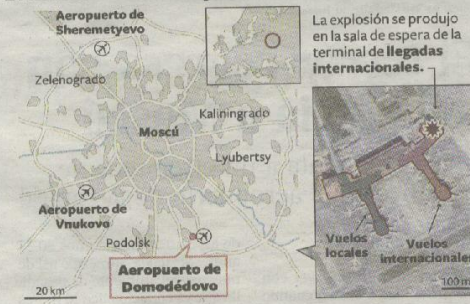 Aeropuerto de
Sheremetyevo
Zelenogrado
Kaliningrado
Moscú
Lyubertsy
Aeropuerto de
Vnukovo
Podolsk
Aeropuerto de
Domodédovo
20 km
La explosión se produjo
en la sala de espera de la
terminal de llegadas
internacionales.
Vuelos
locales
Vuelos
internacionales
100 m